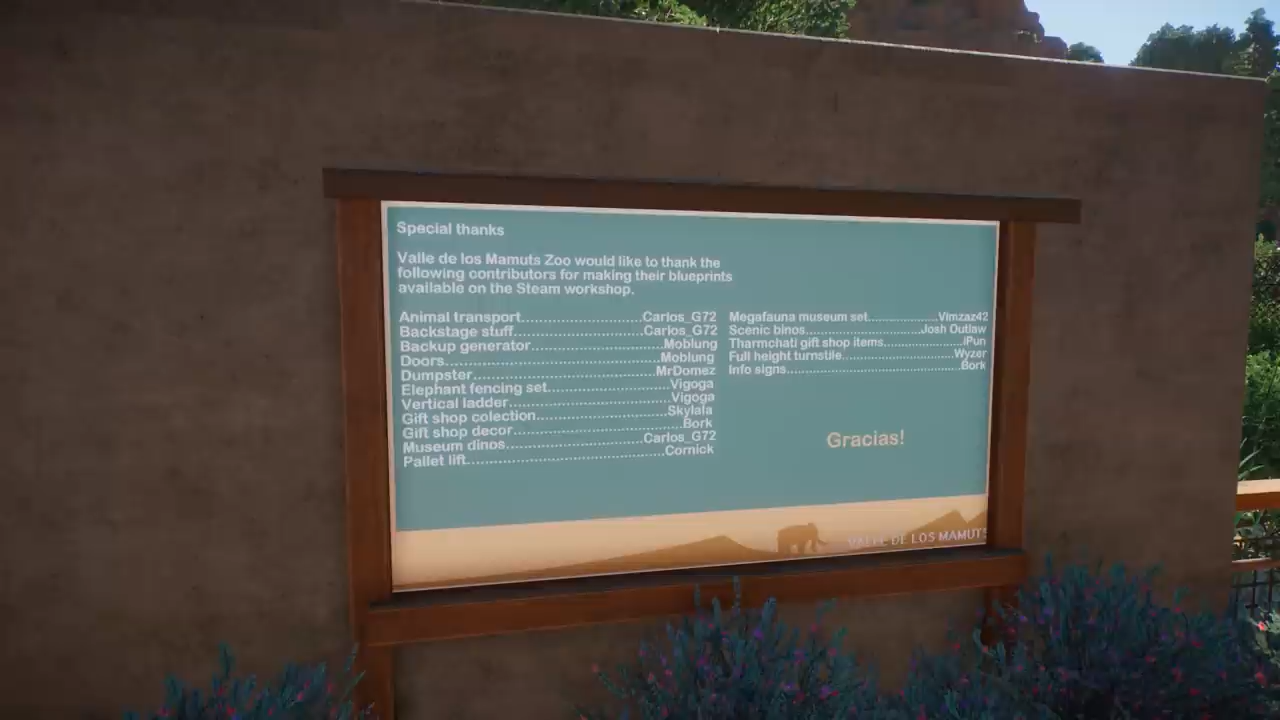 Special thanks
Valle de los Mamuts Zoo would like to thank the
following contributors for making their blueprints
available on the Steam workshop.
Animal transport..............................Carlos_G72
Backstage stuff................................Carlos_G72
Backup generator................................Moblung
Doors......................................................Moblung
Dumpster..............................................MrDomez
Elephant fencing set..............................Vigoga
Vertical ladder.........................................Vigoga
Gift shop colection.................................Skylala
Gift shop decor...........................................Bork
Museum dinos..................................Carlos_G72
Pallet lift..................................................Cornick
Megafauna museum set..................Vimzaz42
Scenic binos.............................Josh Outlaw
Tharmchati gift shop items....................iPun
Full height turnstile............................Wyzer
Info signs............................................Bork
Gracias!
VALLE DE LOS MAMUTS